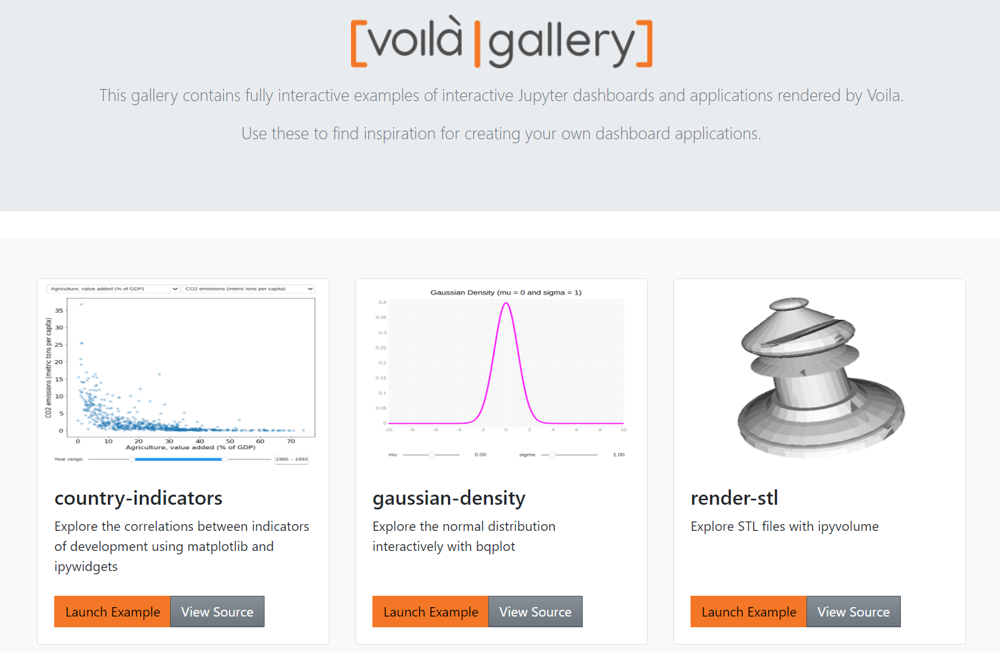 [voilà|gallery]
This gallery contains fully interactive examples of interactive Jupyter dashboards and applications rendered by Voila.
Use these to find inspiration for creating your own dashboard applications.
Agriculture, value added (% of GDP)
CO2 emissions (metric tons per capita)
CO2 emissions (metric tons per capita)
35
30
25
20
15
10
5
0
0 10 20 30 40 50 60 70
Agriculture, value added (% of GDP)
Year range: 1965 – 1993
country-indicators
Explore the correlations between indicators
of development using matplotlib and
ipywidgets
Launch Example View Source
Gaussian Density (mu = 0 and sigma = 1)
0.4
0.35
0.3
0.25
0.2
0.15
0.1
0.05
0
-10 -8 -6 -4 -2 0 2 4 6 8 10
mu 0.00 sigma 1.00
gaussian-density
Explore the normal distribution
interactively with bqplot
Launch Example View Source
render-stl
Explore STL files with ipyvolume
Launch Example View Source